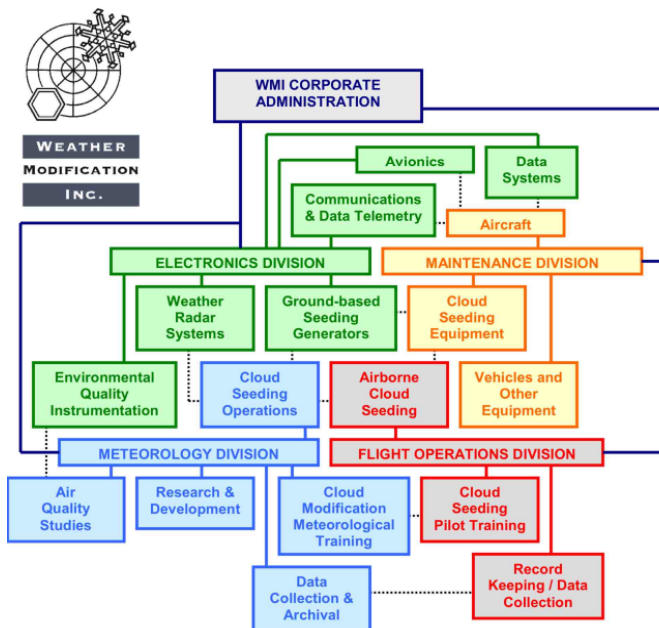 WMI CORPORATE
ADMINISTRATION
WEATHER
MODIFICATION
INC.
Avionics
Data
Systems
Communications
& Data Telemetry
Aircraft
ELECTRONICS DIVISION
MAINTENANCE DIVISION
Weather
Radar
Systems
Ground-based
Seeding
Generators
Cloud
Seeding
Equipment
Environmental
Quality
Instrumentation
Cloud
Seeding
Operations
Airborne
Cloud
Seeding
Vehicles and
Other
Equipment
METEOROLOGY DIVISION
FLIGHT OPERATIONS DIVISION
Air
Quality
Studies
Research &
Development
Cloud
Modification
Meteorological
Training
Cloud
Seeding
Pilot Training
Data
Collection &
Archival
Record
Keeping / Data
Collection